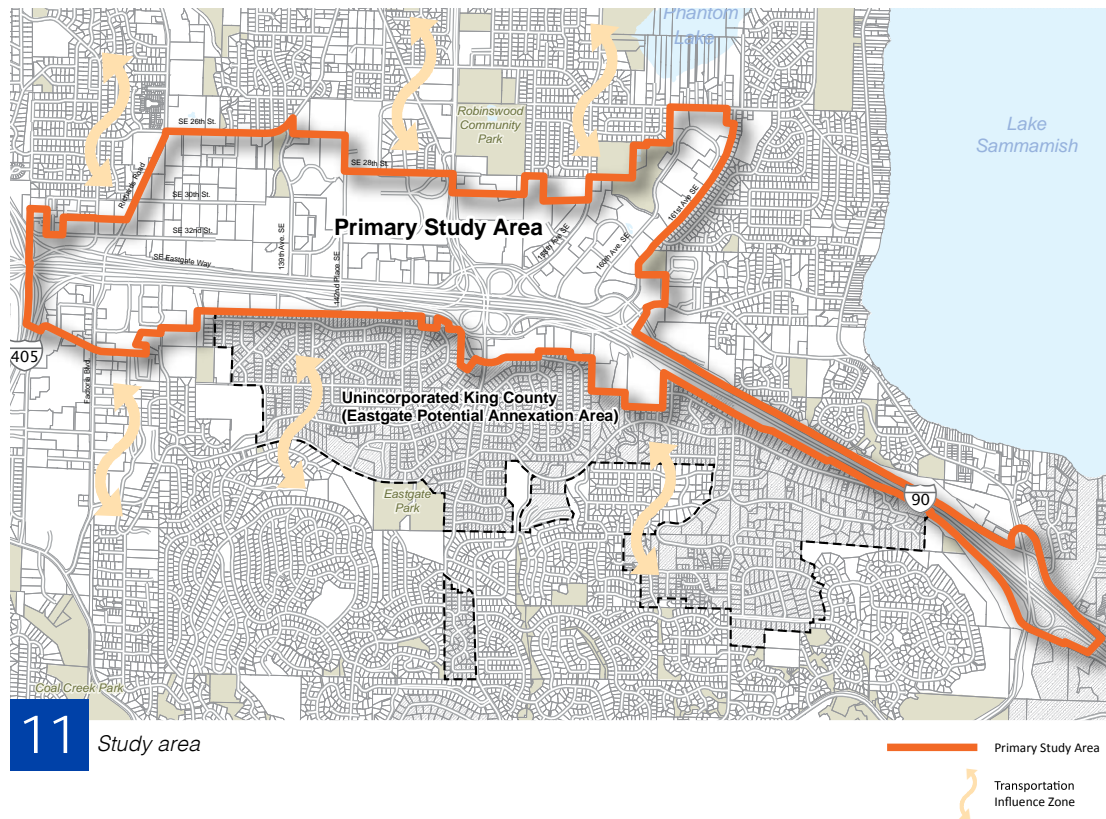 Phantom
Lake
Lake
Sammamish
Robinswood
Community
Park
SE 26th St.
SE 28th St.
Richards Road
SE 30th St.
SE 32nd St.
Primary Study Area
SE Eastgate Way
139th Ave. SE
142nd Place SE
160th Ave. SE
161st Ave SE
405
Factoria Blvd
Unincorporated King County
(Eastgate Potential Annexation Area)
90
Eastgate
Park
Coal Creek Park
11 Study area
Primary Study Area
Transportation
Influence Zone